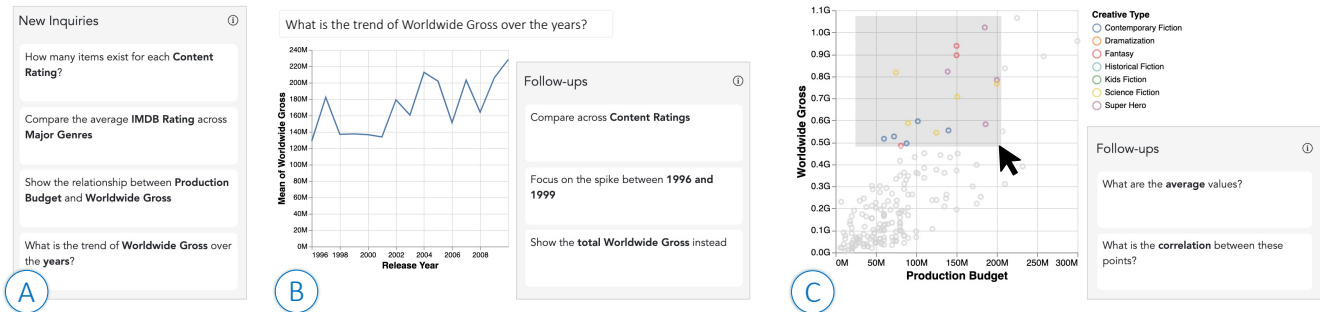 New Inquiries
How many items exist for each Content
Rating?
Compare the average IMDB Rating across
Major Genres
Show the relationship between Production
Budget and Worldwide Gross
What is the trend of Worldwide Gross over
the years?
A
What is the trend of Worldwide Gross over the years?
Mean of Worldwide Gross
240M
220M
200M
180M
160M
140M
120M
100M
80M
60M
40M
20M
0M
1996 1998 2000 2002 2004 2006 2008
Release Year
Follow-ups
Compare across Content Ratings
Focus on the spike between 1996 and
1999
Show the total Worldwide Gross instead
B
Worldwide Gross
1.1G
1.0G
0.9G
0.8G
0.7G
0.6G
0.5G
0.4G
0.3G
0.2G
0.1G
0.0G
0M 50M 100M 150M 200M 250M 300M
Production Budget
Creative Type
Contemporary Fiction
Dramatization
Fantasy
Historical Fiction
Kids Fiction
Science Fiction
Super Hero
Follow-ups
What are the average values?
What is the correlation between these
points?
C